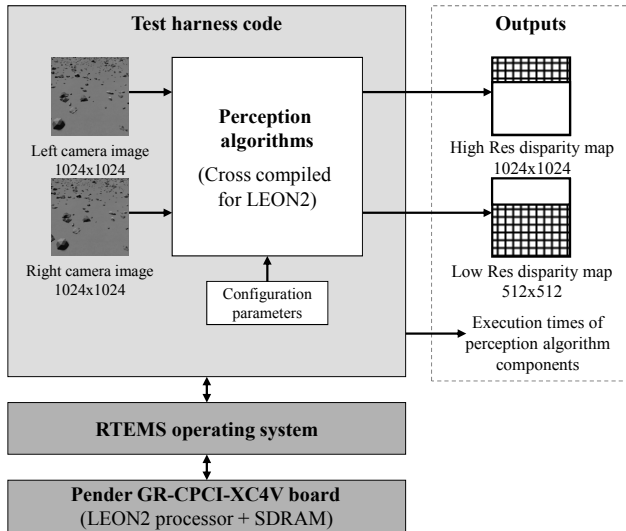 Test harness code
Outputs
Left camera image
1024x1024
Perception
algorithms
(Cross compiled
for LEON2)
High Res disparity map
1024x1024
Right camera image
1024x1024
Low Res disparity map
512x512
Configuration
parameters
Execution times of
perception algorithm
components
RTEMS operating system
Pender GR-CPCI-XC4V board
(LEON2 processor + SDRAM)